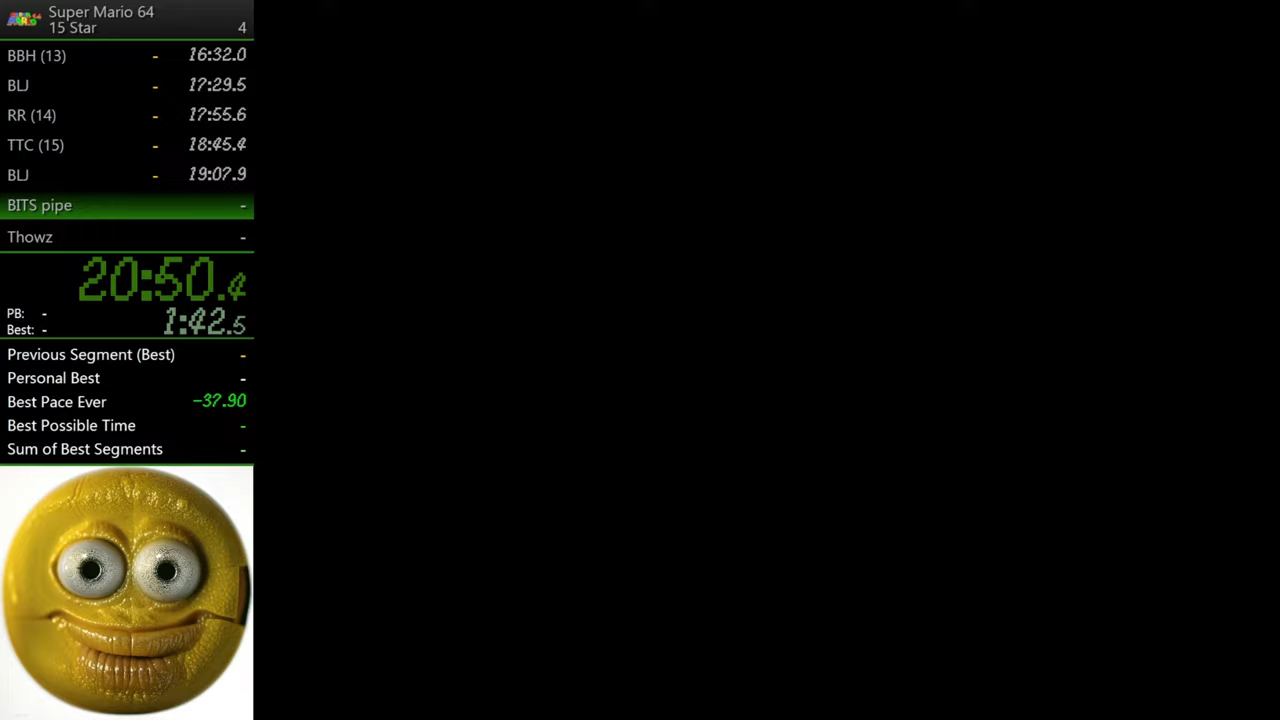 Super Mario 64
15 Star 4
BBH (13) - 16:32.0
BLJ - 17:29.5
RR (14) - 17:55.6
TTC (15) - 18:45.4
BLJ - 19:07.9
BITS pipe -
Thowz -
20:50.4
PB: -
1:42.5
Best: -
Previous Segment (Best) -
Personal Best -
Best Pace Ever -37.90
Best Possible Time -
Sum of Best Segments -